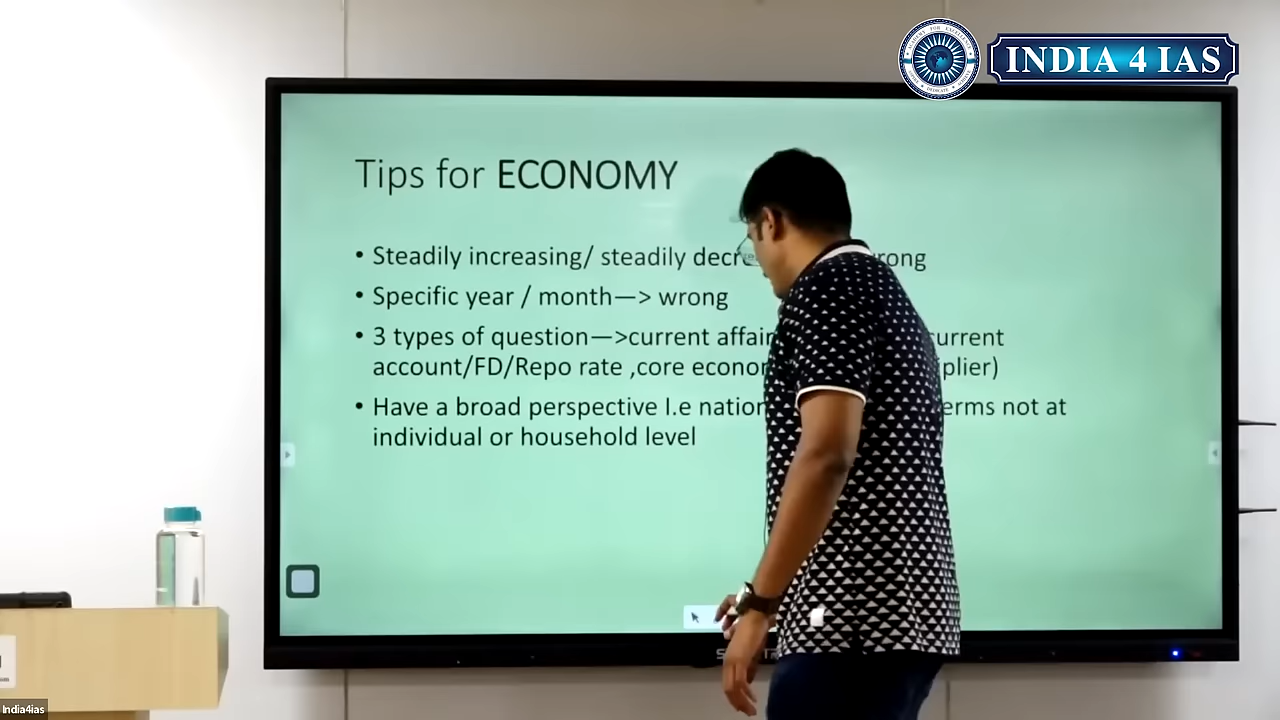 INDIA 4 IAS
Tips for ECONOMY
• Steadily increasing/ steadily decre rong
• Specific year / month—> wrong
• 3 types of question—>current affair urrent
account/FD/Repo rate ,core econor plier)
• Have a broad perspective I.e nation erms not at
individual or household level
India4ias